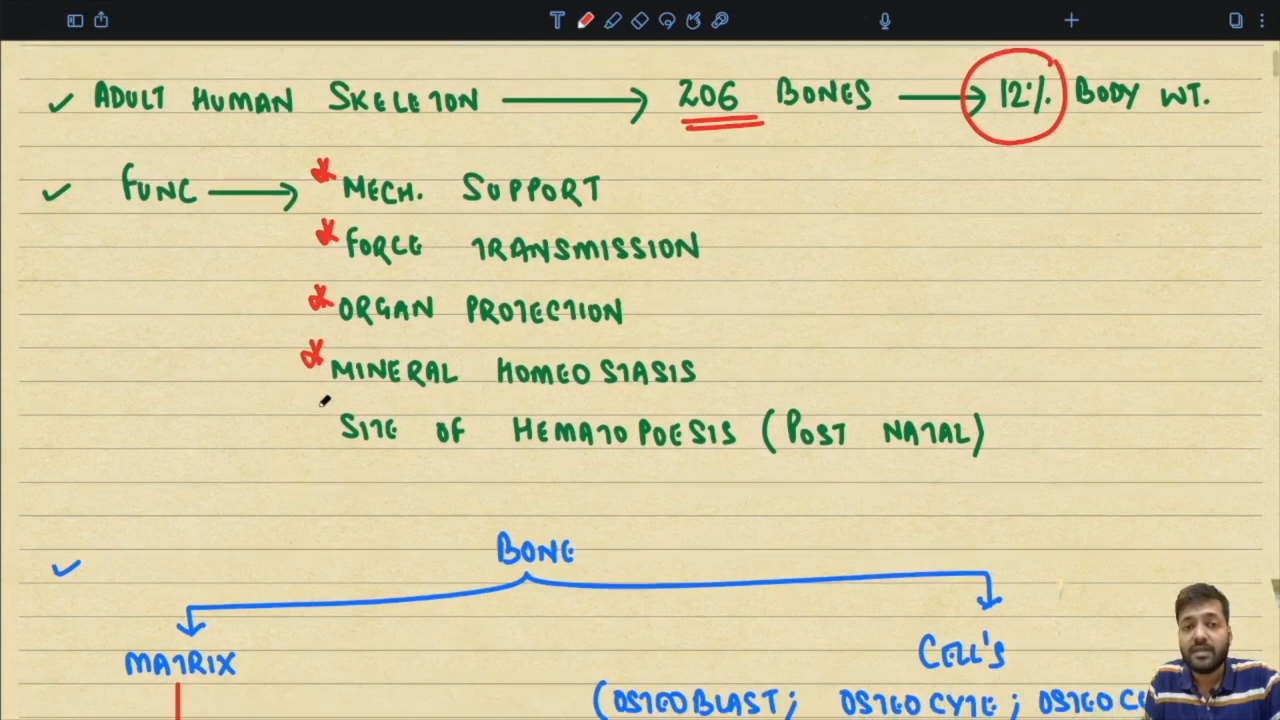 ✓ ADULT HUMAN SKELETON → 206 BONES → 12% BODY WT.
✓ FUNC → * MECH. SUPPORT
* FORCE TRANSMISSION
* ORGAN PROTECTION
* MINERAL HOMEOSTASIS
SITE OF HEMATOPOESIS (POST NATAL)
✓ BONE
MATRIX
CELL'S
(OSTEOBLAST; OSTEOCYTE; OSTEOC